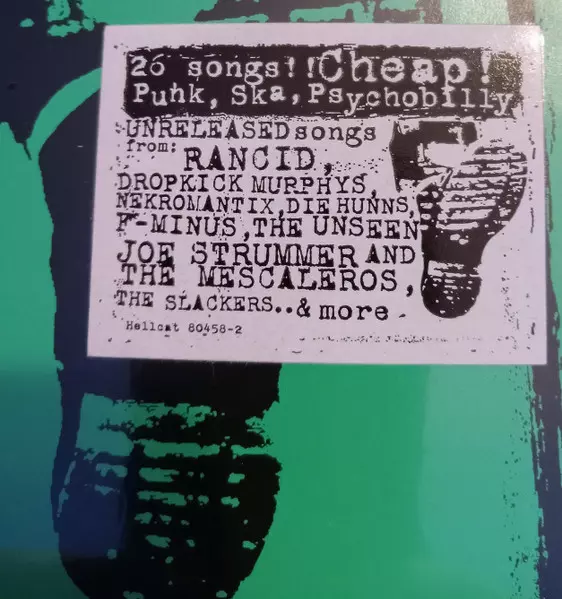 26 songs!!Cheap!
Punk, Ska, Psychobilly
UNRELEASED songs
from:
RANCID,
DROPKICK MURPHYS,
NEKROMANTIX, DIE HUNNS,
F-MINUS, THE UNSEEN
JOE STRUMMER AND
THE MESCALEROS,
THE SLACKERS..& more
Hellcat 80458-2